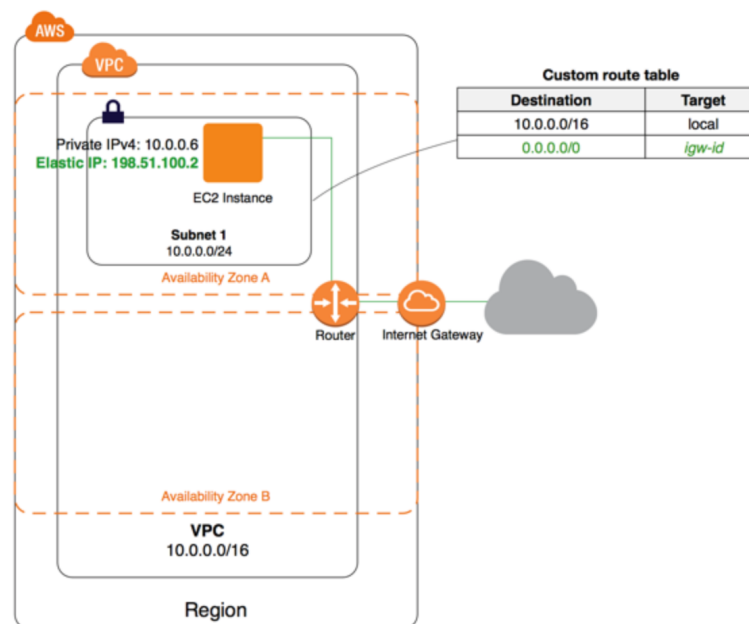 AWS
VPC
Custom route table
Destination Target
10.0.0.0/16 local
0.0.0.0/0 igw-id
Private IPv4: 10.0.0.6
Elastic IP: 198.51.100.2
EC2 Instance
Subnet 1
10.0.0.0/24
Availability Zone A
Router
Internet Gateway
Availability Zone B
VPC
10.0.0.0/16
Region